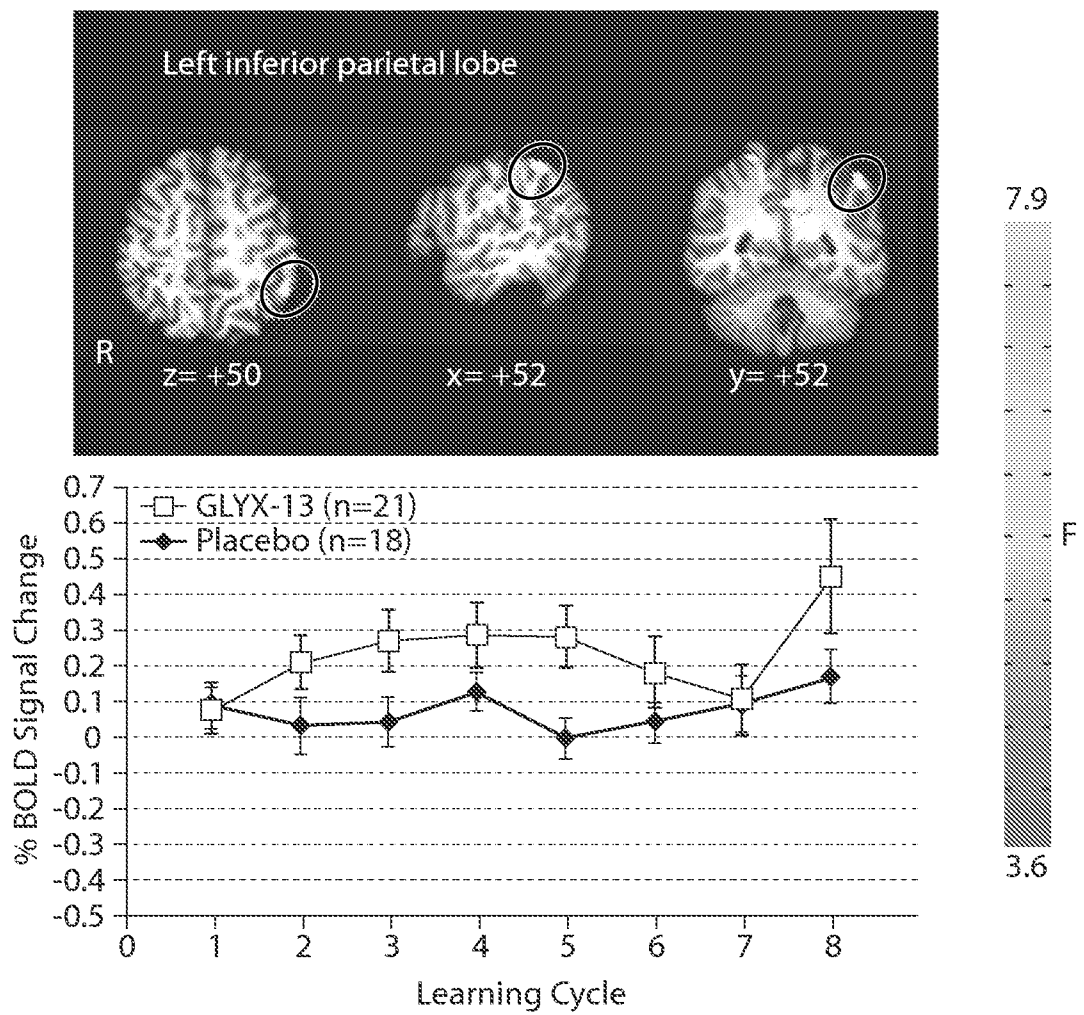 Left inferior parietal lobe
R
z= +50
x= +52
y= +52
7.9
F
3.6
GLYX-13 (n=21)
Placebo (n=18)
% BOLD Signal Change
0.7
0.6
0.5
0.4
0.3
0.2
0.1
0
-0.1
-0.2
-0.3
-0.4
-0.5
0 1 2 3 4 5 6 7 8
Learning Cycle